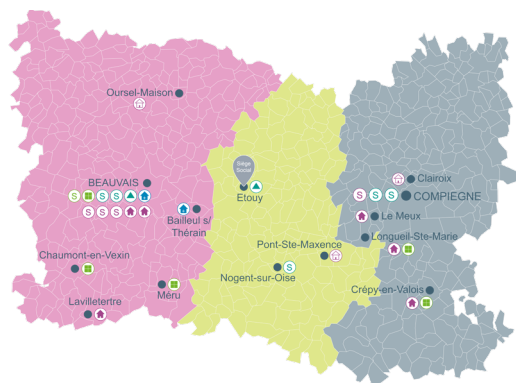 Oursel-Maison
Siège
Social
BEAUVAIS
Clairoix
S S S
S S S
COMPIEGNE
Etouy
S S S
Bailleul s/
Thérain
Le Meux
Longueil-Ste-Marie
Pont-Ste-Maxence
Chaumont-en-Vexin
Nogent-sur-Oise
S
Méru
Crépy-en-Valois
Lavilletertre